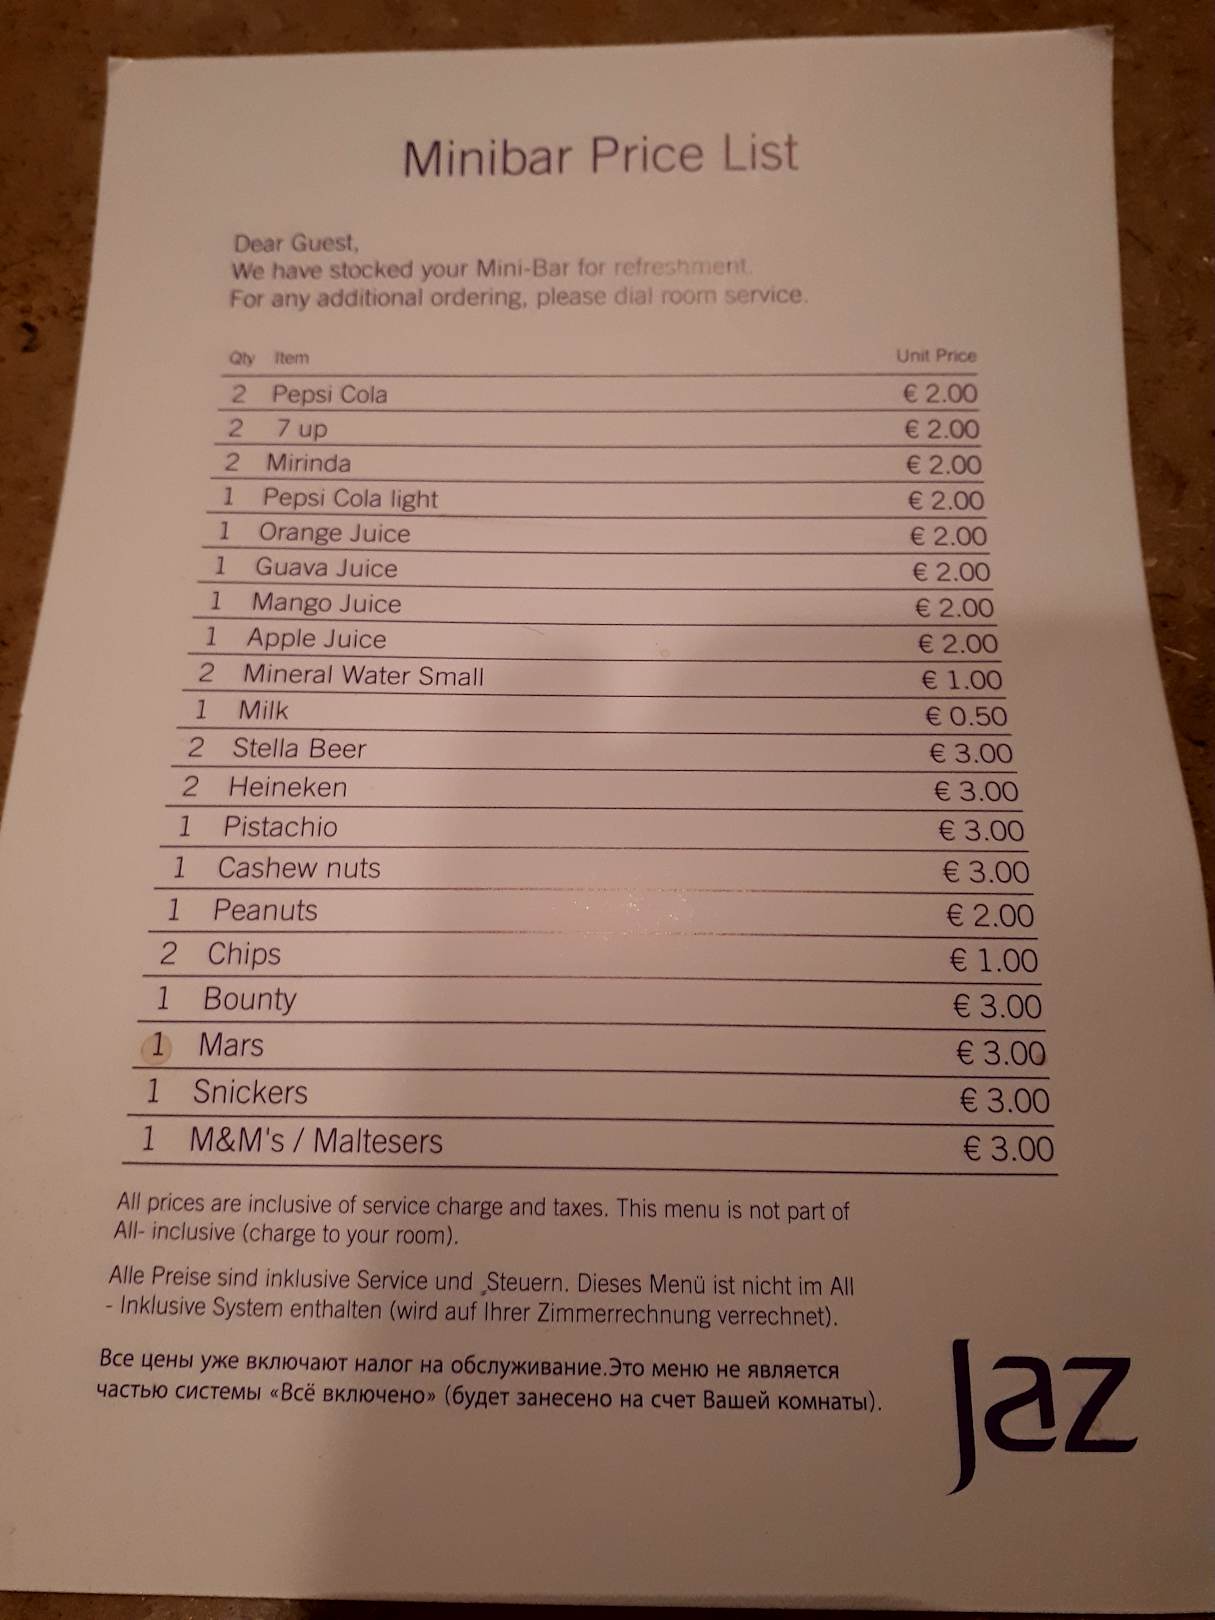 Minibar Price List
Dear Guest,
We have stocked your Mini-Bar for refreshment.
For any additional ordering, please dial room service.
Qty Item Unit Price
2 Pepsi Cola € 2.00
2 7 up € 2.00
2 Mirinda € 2.00
1 Pepsi Cola light € 2.00
1 Orange Juice € 2.00
1 Guava Juice € 2.00
1 Mango Juice € 2.00
1 Apple Juice € 2.00
2 Mineral Water Small € 1.00
1 Milk € 0.50
2 Stella Beer € 3.00
2 Heineken € 3.00
1 Pistachio € 3.00
1 Cashew nuts € 3.00
1 Peanuts € 2.00
2 Chips € 1.00
1 Bounty € 3.00
1 Mars € 3.00
1 Snickers € 3.00
1 M&M's / Maltesers € 3.00
All prices are inclusive of service charge and taxes. This menu is not part of
All- inclusive (charge to your room).
Alle Preise sind inklusive Service und ,Steuern. Dieses Menü ist nicht im All
- Inklusive System enthalten (wird auf Ihrer Zimmerrechnung verrechnet).
Все цены уже включают налог на обслуживание.Это меню не является
частью системы «Всё включено» (будет занесено на счет Вашей комнаты).
Jaz